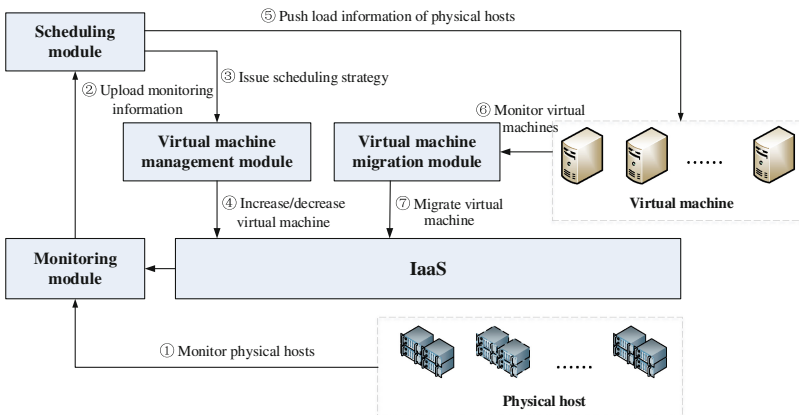 ⑤ Push load information of physical hosts
Scheduling
module
③ Issue scheduling strategy
② Upload monitoring
information
⑥ Monitor virtual
machines
Virtual machine
management module
Virtual machine
migration module
......
Virtual machine
④ Increase/decrease
virtual machine
⑦ Migrate virtual
machine
Monitoring
module
IaaS
① Monitor physical hosts
......
Physical host